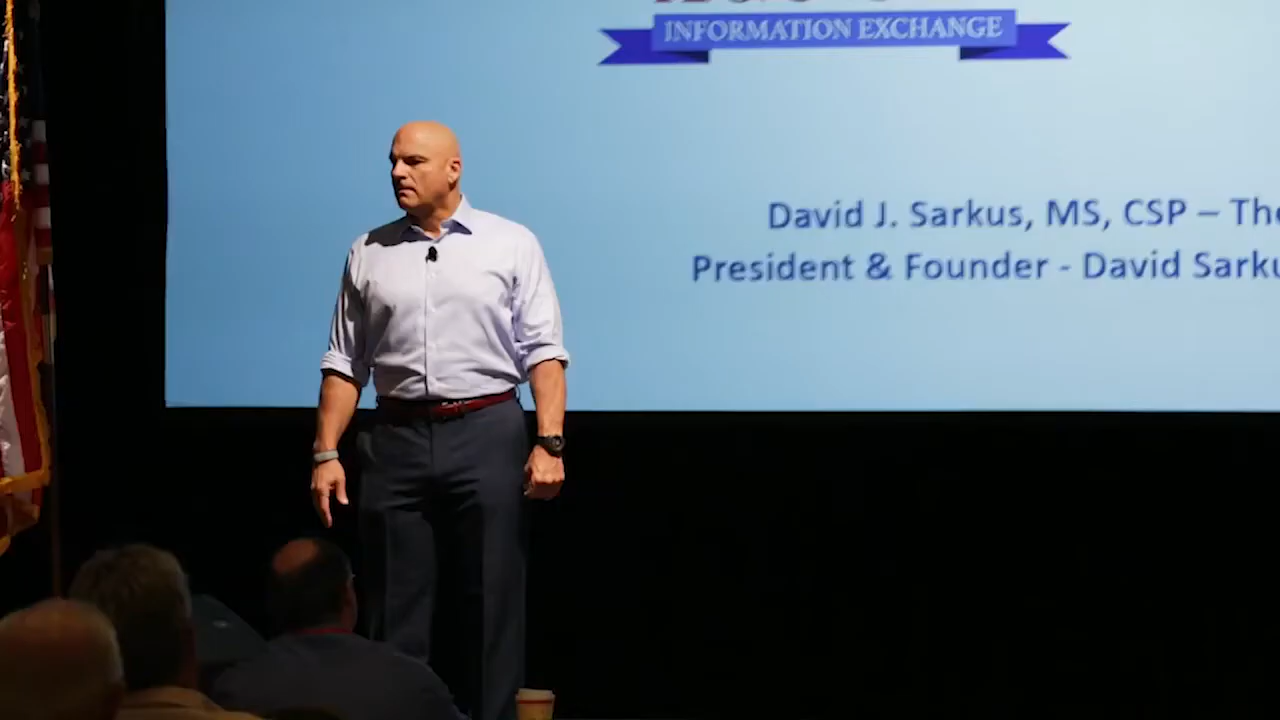 INFORMATION EXCHANGE
David J. Sarkus, MS, CSP – The
President & Founder - David Sarku